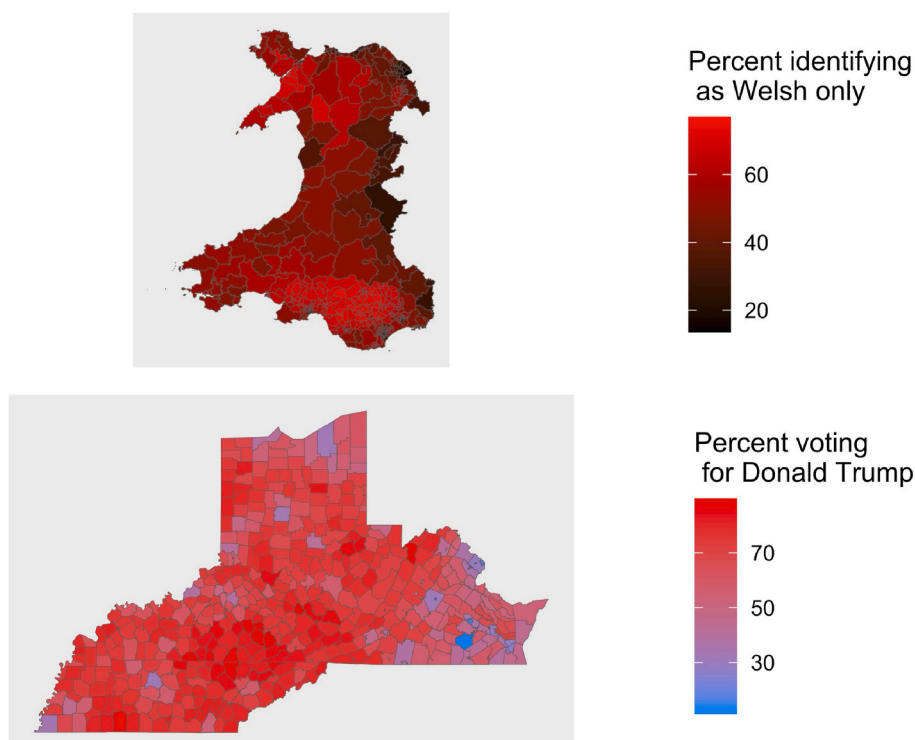 Percent identifying
as Welsh only
60
40
20
Percent voting
for Donald Trump
70
50
30